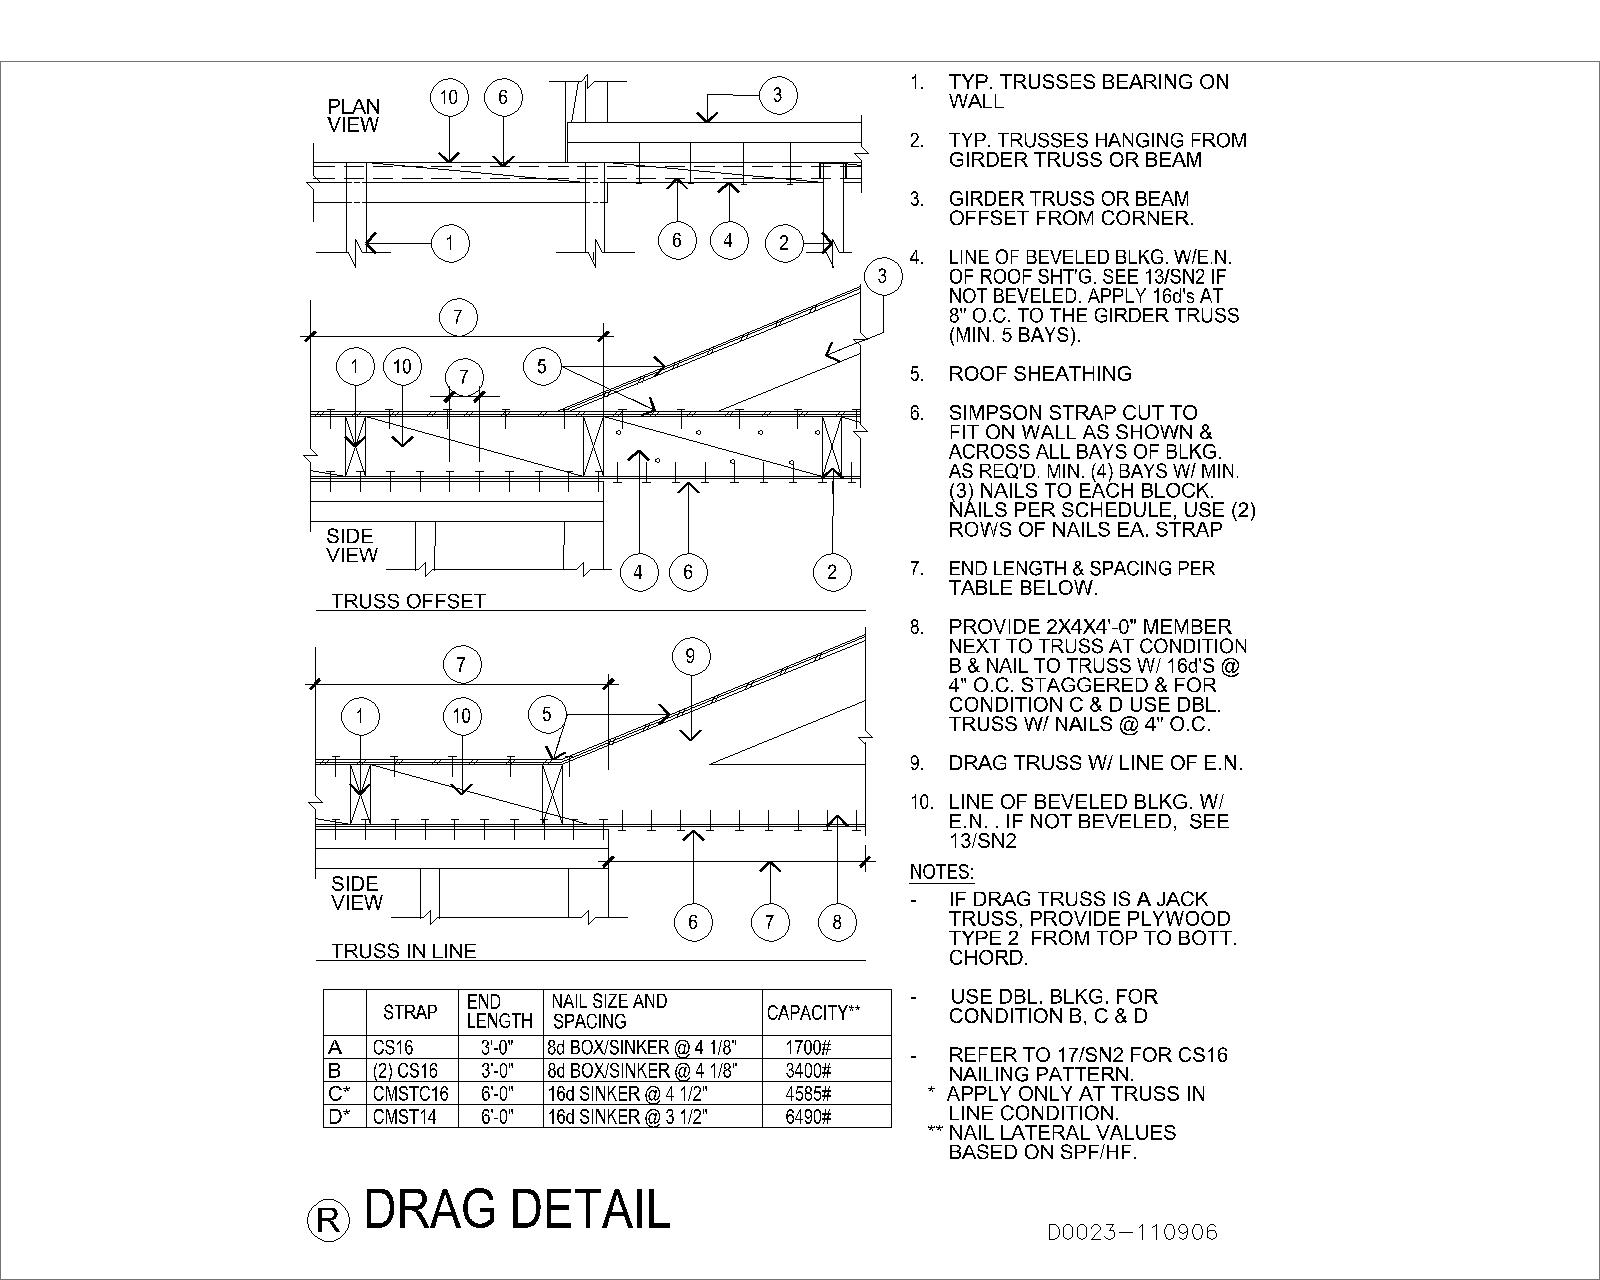 PLAN
VIEW
10
6
3
1
6
4
2
3
7
1
10
7
5
SIDE
VIEW
4
6
2
TRUSS OFFSET
7
9
1
10
5
SIDE
VIEW
6
7
8
TRUSS IN LINE
STRAP
END
LENGTH
NAIL SIZE AND
SPACING
CAPACITY**
A CS16 3'-0" 8d BOX/SINKER @ 4 1/8" 1700#
B (2) CS16 3'-0" 8d BOX/SINKER @ 4 1/8" 3400#
C* CMSTC16 6'-0" 16d SINKER @ 4 1/2" 4585#
D* CMST14 6'-0" 16d SINKER @ 3 1/2" 6490#
R DRAG DETAIL
1. TYP. TRUSSES BEARING ON
WALL
2. TYP. TRUSSES HANGING FROM
GIRDER TRUSS OR BEAM
3. GIRDER TRUSS OR BEAM
OFFSET FROM CORNER.
4. LINE OF BEVELED BLKG. W/E.N.
OF ROOF SHT'G. SEE 13/SN2 IF
NOT BEVELED. APPLY 16d's AT
8" O.C. TO THE GIRDER TRUSS
(MIN. 5 BAYS).
5. ROOF SHEATHING
6. SIMPSON STRAP CUT TO
FIT ON WALL AS SHOWN &
ACROSS ALL BAYS OF BLKG.
AS REQ'D. MIN. (4) BAYS W/ MIN.
(3) NAILS TO EACH BLOCK.
NAILS PER SCHEDULE, USE (2)
ROWS OF NAILS EA. STRAP
7. END LENGTH & SPACING PER
TABLE BELOW.
8. PROVIDE 2X4X4'-0" MEMBER
NEXT TO TRUSS AT CONDITION
B & NAIL TO TRUSS W/ 16d'S @
4" O.C. STAGGERED & FOR
CONDITION C & D USE DBL.
TRUSS W/ NAILS @ 4" O.C.
9. DRAG TRUSS W/ LINE OF E.N.
10. LINE OF BEVELED BLKG. W/
E.N. . IF NOT BEVELED, SEE
13/SN2
NOTES:
- IF DRAG TRUSS IS A JACK
TRUSS, PROVIDE PLYWOOD
TYPE 2 FROM TOP TO BOTT.
CHORD.
- USE DBL. BLKG. FOR
CONDITION B, C & D
- REFER TO 17/SN2 FOR CS16
NAILING PATTERN.
* APPLY ONLY AT TRUSS IN
LINE CONDITION.
** NAIL LATERAL VALUES
BASED ON SPF/HF.
D0023-110906